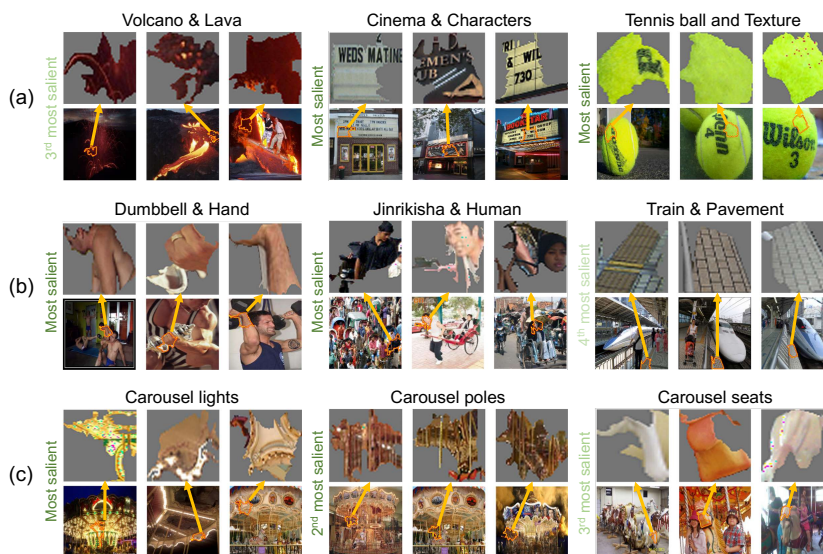 Volcano & Lava
Cinema & Characters
Tennis ball and Texture
(a)
3rd most salient
WEDS MATINE
EMEN'S
UB
WIL
730
Most salient
Most salient
Wilson
3
Dumbbell & Hand
Jinrikisha & Human
Train & Pavement
(b)
Most salient
Most salient
4th most salient
Carousel lights
Carousel poles
Carousel seats
(c)
Most salient
2nd most salient
3rd most salient